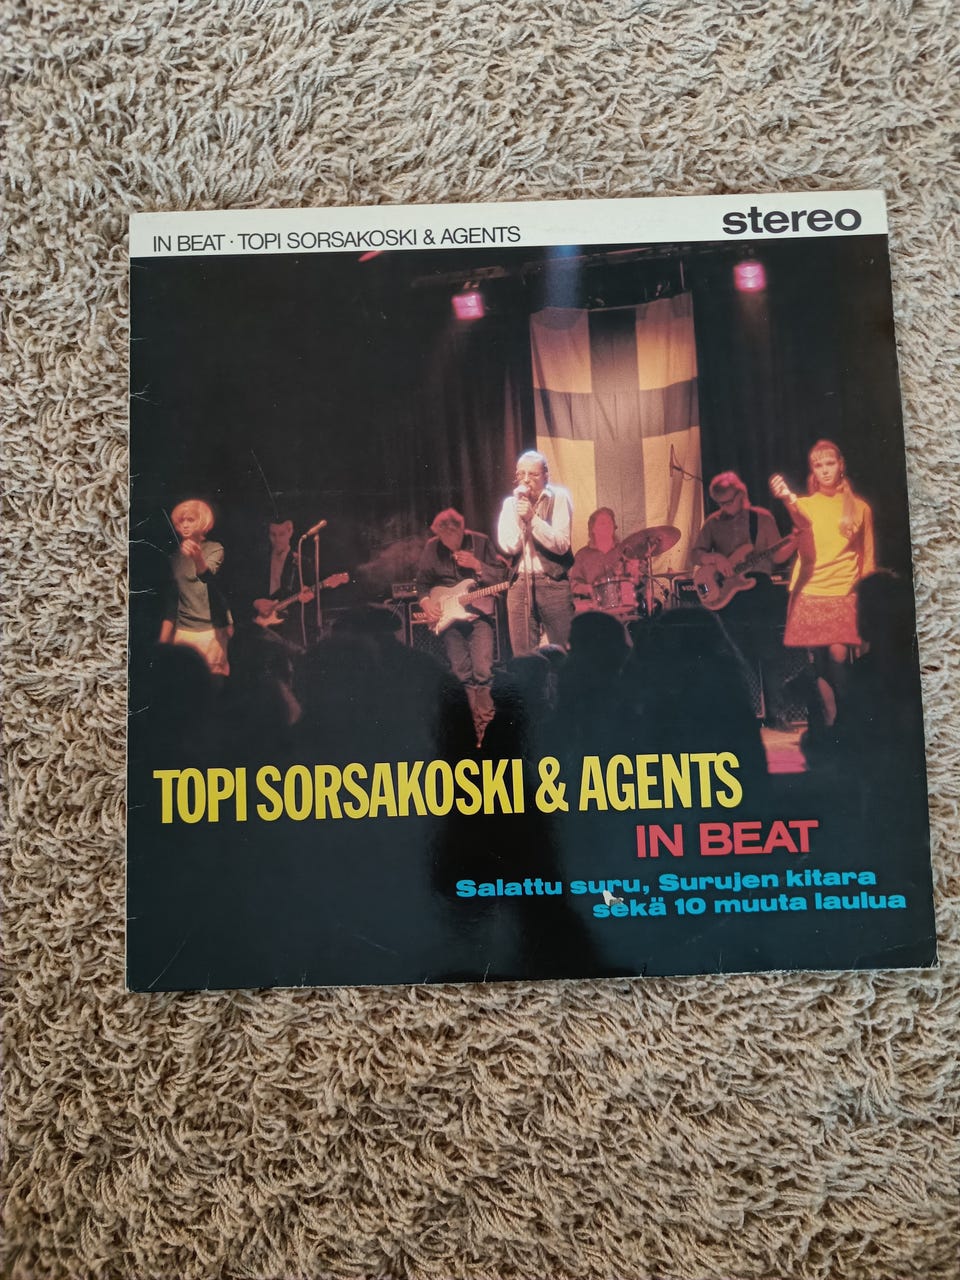 IN BEAT · TOPI SORSAKOSKI & AGENTS
stereo
TOPI SORSAKOSKI & AGENTS
IN BEAT
Salattu suru, Surujen kitara
sekä 10 muuta laulua